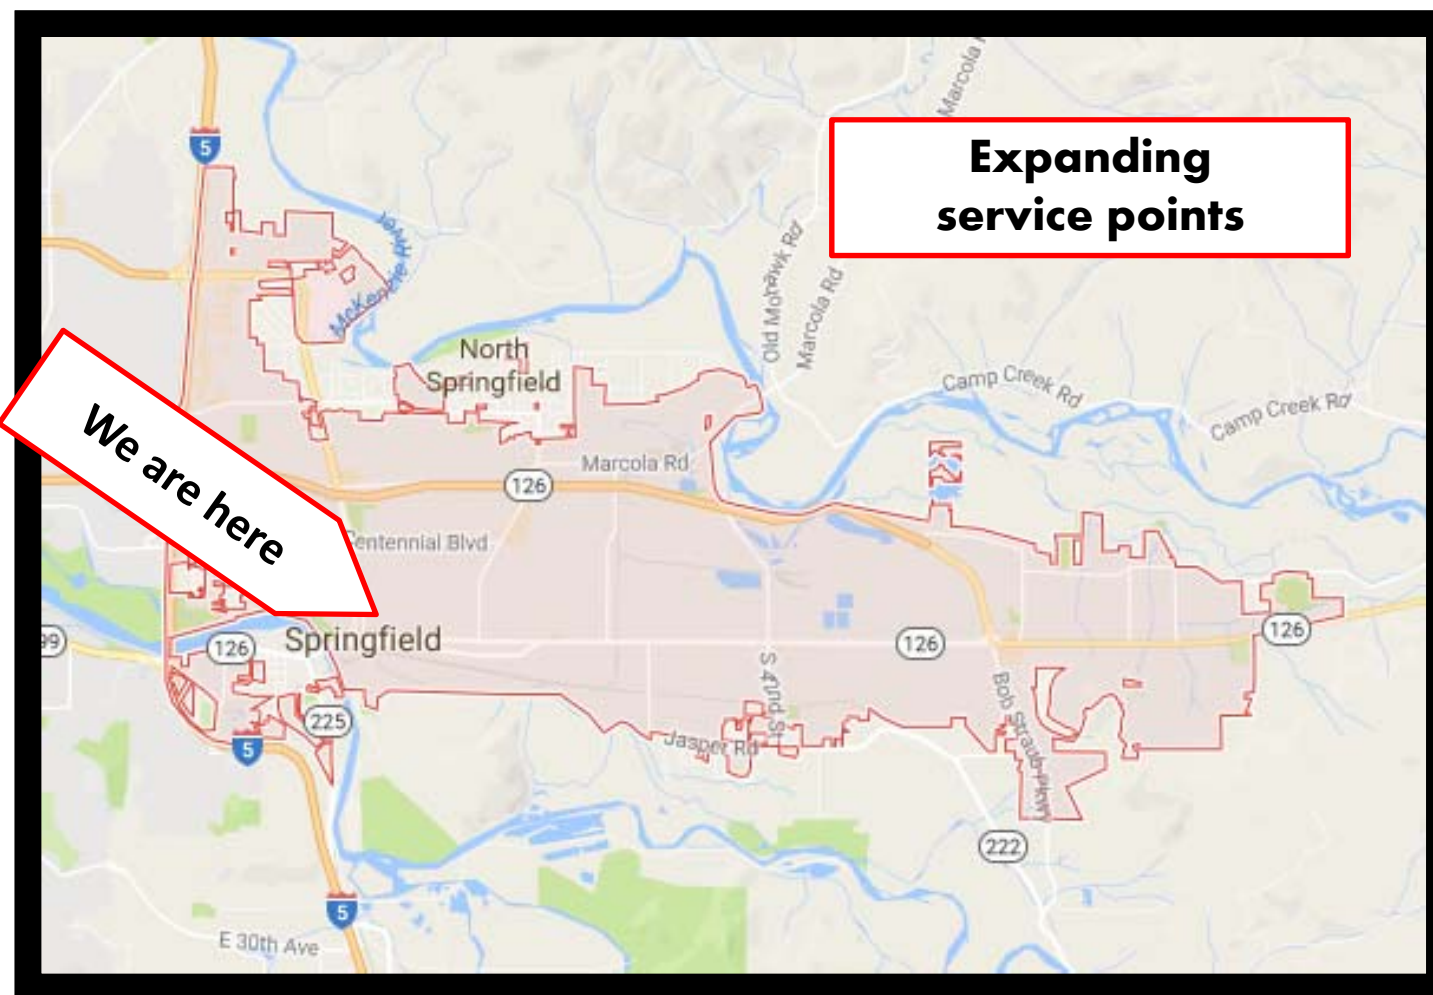 Marcola
5
Expanding
service points
McKenzie River
Old Mohawk Rd
Marcola Rd
North
Springfield
Camp Creek Rd
Camp Creek Rd
We are here
Marcola Rd
126
Centennial Blvd
99
126
Springfield
126
126
S 42nd St
225
Bob Straub Pkwy
5
Jasper Rd
222
5
E 30th Ave